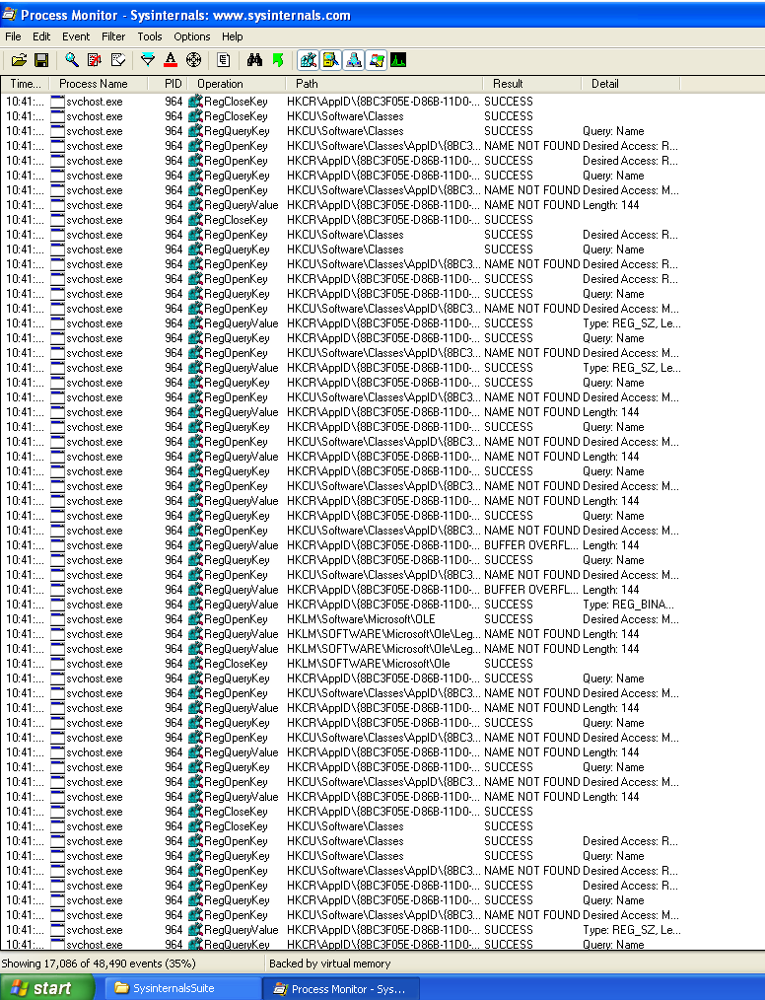 Process Monitor - Sysinternals: www.sysinternals.com
File Edit Event Filter Tools Options Help
Time... Process Name PID Operation Path Result Detail
10:41:... svchost.exe 964 RegCloseKey HKCR\AppID\{8BC3F05E-D86B-11D0-... SUCCESS
10:41:... svchost.exe 964 RegCloseKey HKCU\Software\Classes SUCCESS
10:41:... svchost.exe 964 RegQueryKey HKCR\AppID\{8BC3F05E-D86B-11D0-... SUCCESS Query: Name
10:41:... svchost.exe 964 RegOpenKey HKCU\Software\Classes\AppID\{8BC3... NAME NOT FOUND Desired Access: R...
10:41:... svchost.exe 964 RegOpenKey HKCR\AppID\{8BC3F05E-D86B-11D0-... SUCCESS Desired Access: R...
10:41:... svchost.exe 964 RegQueryKey HKCR\AppID\{8BC3F05E-D86B-11D0-... SUCCESS Query: Name
10:41:... svchost.exe 964 RegOpenKey HKCU\Software\Classes\AppID\{8BC3... NAME NOT FOUND Desired Access: M...
10:41:... svchost.exe 964 RegQueryValue HKCR\AppID\{8BC3F05E-D86B-11D0-... NAME NOT FOUND Length: 144
10:41:... svchost.exe 964 RegCloseKey HKCR\AppID\{8BC3F05E-D86B-11D0-... SUCCESS
10:41:... svchost.exe 964 RegOpenKey HKCU\Software\Classes SUCCESS Desired Access: R...
10:41:... svchost.exe 964 RegQueryKey HKCU\Software\Classes SUCCESS Query: Name
10:41:... svchost.exe 964 RegOpenKey HKCU\Software\Classes\AppID\{8BC3... NAME NOT FOUND Desired Access: R...
10:41:... svchost.exe 964 RegOpenKey HKCR\AppID\{8BC3F05E-D86B-11D0-... SUCCESS Desired Access: R...
10:41:... svchost.exe 964 RegQueryKey HKCR\AppID\{8BC3F05E-D86B-11D0-... SUCCESS Query: Name
10:41:... svchost.exe 964 RegOpenKey HKCU\Software\Classes\AppID\{8BC3... NAME NOT FOUND Desired Access: M...
10:41:... svchost.exe 964 RegQueryValue HKCR\AppID\{8BC3F05E-D86B-11D0-... SUCCESS Type: REG_SZ, Le...
10:41:... svchost.exe 964 RegQueryKey HKCR\AppID\{8BC3F05E-D86B-11D0-... SUCCESS Query: Name
10:41:... svchost.exe 964 RegOpenKey HKCU\Software\Classes\AppID\{8BC3... NAME NOT FOUND Desired Access: M...
10:41:... svchost.exe 964 RegQueryValue HKCR\AppID\{8BC3F05E-D86B-11D0-... SUCCESS Type: REG_SZ, Le...
10:41:... svchost.exe 964 RegQueryKey HKCR\AppID\{8BC3F05E-D86B-11D0-... SUCCESS Query: Name
10:41:... svchost.exe 964 RegOpenKey HKCU\Software\Classes\AppID\{8BC3... NAME NOT FOUND Desired Access: M...
10:41:... svchost.exe 964 RegQueryValue HKCR\AppID\{8BC3F05E-D86B-11D0-... NAME NOT FOUND Length: 144
10:41:... svchost.exe 964 RegQueryKey HKCR\AppID\{8BC3F05E-D86B-11D0-... SUCCESS Query: Name
10:41:... svchost.exe 964 RegOpenKey HKCU\Software\Classes\AppID\{8BC3... NAME NOT FOUND Desired Access: M...
10:41:... svchost.exe 964 RegQueryValue HKCR\AppID\{8BC3F05E-D86B-11D0-... NAME NOT FOUND Length: 144
10:41:... svchost.exe 964 RegQueryKey HKCR\AppID\{8BC3F05E-D86B-11D0-... SUCCESS Query: Name
10:41:... svchost.exe 964 RegOpenKey HKCU\Software\Classes\AppID\{8BC3... NAME NOT FOUND Desired Access: M...
10:41:... svchost.exe 964 RegQueryValue HKCR\AppID\{8BC3F05E-D86B-11D0-... NAME NOT FOUND Length: 144
10:41:... svchost.exe 964 RegQueryKey HKCR\AppID\{8BC3F05E-D86B-11D0-... SUCCESS Query: Name
10:41:... svchost.exe 964 RegOpenKey HKCU\Software\Classes\AppID\{8BC3... NAME NOT FOUND Desired Access: M...
10:41:... svchost.exe 964 RegQueryValue HKCR\AppID\{8BC3F05E-D86B-11D0-... BUFFER OVERFL... Length: 144
10:41:... svchost.exe 964 RegQueryKey HKCR\AppID\{8BC3F05E-D86B-11D0-... SUCCESS Query: Name
10:41:... svchost.exe 964 RegOpenKey HKCU\Software\Classes\AppID\{8BC3... NAME NOT FOUND Desired Access: M...
10:41:... svchost.exe 964 RegQueryValue HKCR\AppID\{8BC3F05E-D86B-11D0-... BUFFER OVERFL... Length: 144
10:41:... svchost.exe 964 RegQueryValue HKCR\AppID\{8BC3F05E-D86B-11D0-... SUCCESS Type: REG_BINA...
10:41:... svchost.exe 964 RegOpenKey HKLM\Software\Microsoft\OLE SUCCESS Desired Access: M...
10:41:... svchost.exe 964 RegQueryValue HKLM\SOFTWARE\Microsoft\Ole\Leg... NAME NOT FOUND Length: 144
10:41:... svchost.exe 964 RegQueryValue HKLM\SOFTWARE\Microsoft\Ole\Leg... NAME NOT FOUND Length: 144
10:41:... svchost.exe 964 RegCloseKey HKLM\SOFTWARE\Microsoft\Ole SUCCESS
10:41:... svchost.exe 964 RegQueryKey HKCR\AppID\{8BC3F05E-D86B-11D0-... SUCCESS Query: Name
10:41:... svchost.exe 964 RegOpenKey HKCU\Software\Classes\AppID\{8BC3... NAME NOT FOUND Desired Access: M...
10:41:... svchost.exe 964 RegQueryValue HKCR\AppID\{8BC3F05E-D86B-11D0-... NAME NOT FOUND Length: 144
10:41:... svchost.exe 964 RegQueryKey HKCR\AppID\{8BC3F05E-D86B-11D0-... SUCCESS Query: Name
10:41:... svchost.exe 964 RegOpenKey HKCU\Software\Classes\AppID\{8BC3... NAME NOT FOUND Desired Access: M...
10:41:... svchost.exe 964 RegQueryValue HKCR\AppID\{8BC3F05E-D86B-11D0-... NAME NOT FOUND Length: 144
10:41:... svchost.exe 964 RegQueryKey HKCR\AppID\{8BC3F05E-D86B-11D0-... SUCCESS Query: Name
10:41:... svchost.exe 964 RegOpenKey HKCU\Software\Classes\AppID\{8BC3... NAME NOT FOUND Desired Access: M...
10:41:... svchost.exe 964 RegQueryValue HKCR\AppID\{8BC3F05E-D86B-11D0-... NAME NOT FOUND Length: 144
10:41:... svchost.exe 964 RegCloseKey HKCR\AppID\{8BC3F05E-D86B-11D0-... SUCCESS
10:41:... svchost.exe 964 RegCloseKey HKCU\Software\Classes SUCCESS
10:41:... svchost.exe 964 RegOpenKey HKCU\Software\Classes SUCCESS Desired Access: R...
10:41:... svchost.exe 964 RegQueryKey HKCU\Software\Classes SUCCESS Query: Name
10:41:... svchost.exe 964 RegOpenKey HKCU\Software\Classes\AppID\{8BC3... NAME NOT FOUND Desired Access: R...
10:41:... svchost.exe 964 RegOpenKey HKCR\AppID\{8BC3F05E-D86B-11D0-... SUCCESS Desired Access: R...
10:41:... svchost.exe 964 RegQueryKey HKCR\AppID\{8BC3F05E-D86B-11D0-... SUCCESS Query: Name
10:41:... svchost.exe 964 RegOpenKey HKCU\Software\Classes\AppID\{8BC3... NAME NOT FOUND Desired Access: M...
10:41:... svchost.exe 964 RegQueryValue HKCR\AppID\{8BC3F05E-D86B-11D0-... SUCCESS Type: REG_SZ, Le...
10:41:... svchost.exe 964 RegQueryKey HKCR\AppID\{8BC3F05E-D86B-11D0-... SUCCESS Query: Name
Showing 17,086 of 48,490 events (35%) Backed by virtual memory
start SysinternalsSuite Process Monitor - Sys...